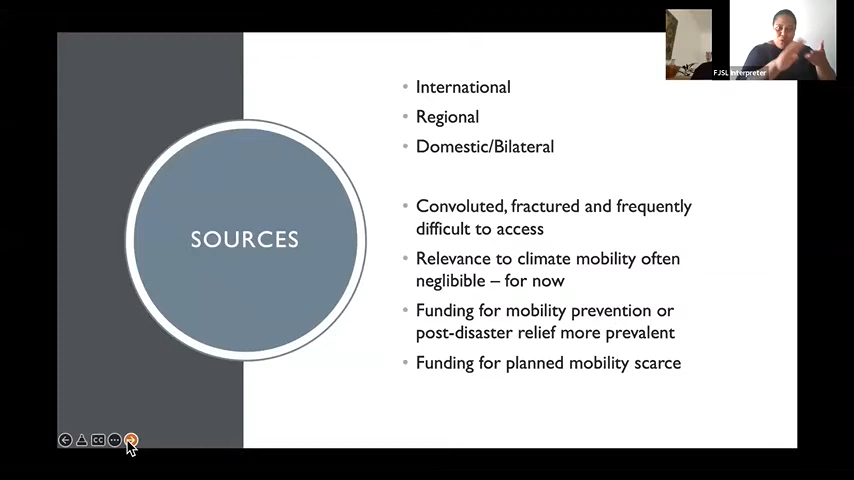 FJSL Interpreter
SOURCES
• International
• Regional
• Domestic/Bilateral
• Convoluted, fractured and frequently
difficult to access
• Relevance to climate mobility often
neglibible – for now
• Funding for mobility prevention or
post-disaster relief more prevalent
• Funding for planned mobility scarce
CC